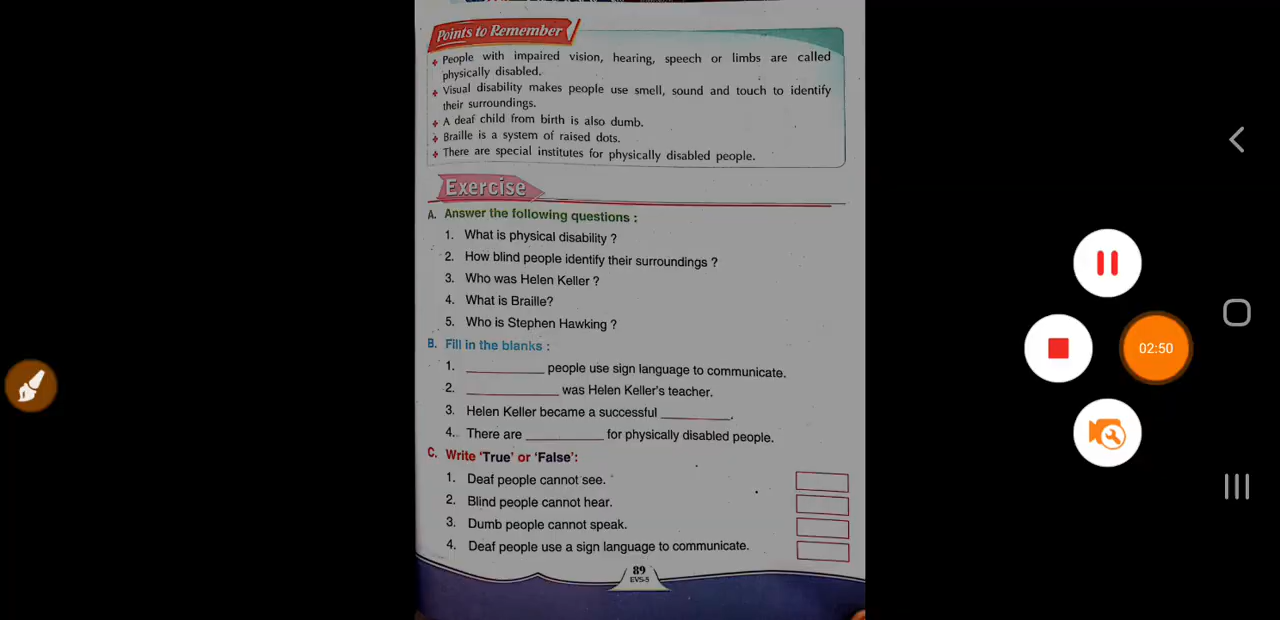 Points to Remember
People with impaired vision, hearing, speech or limbs are called
physically disabled.
Visual disability makes people use smell, sound and touch to identify
their surroundings.
A deaf child from birth is also dumb.
Braille is a system of raised dots.
There are special institutes for physically disabled people.
Exercise
A. Answer the following questions :
1. What is physical disability ?
2. How blind people identify their surroundings ?
3. Who was Helen Keller ?
4. What is Braille?
5. Who is Stephen Hawking ?
B. Fill in the blanks :
1. __________ people use sign language to communicate.
2. ____________ was Helen Keller's teacher.
3. Helen Keller became a successful _________.
4. There are __________ for physically disabled people.
C. Write 'True' or 'False':
1. Deaf people cannot see.
2. Blind people cannot hear.
3. Dumb people cannot speak.
4. Deaf people use a sign language to communicate.
89
EVS-5
02:50